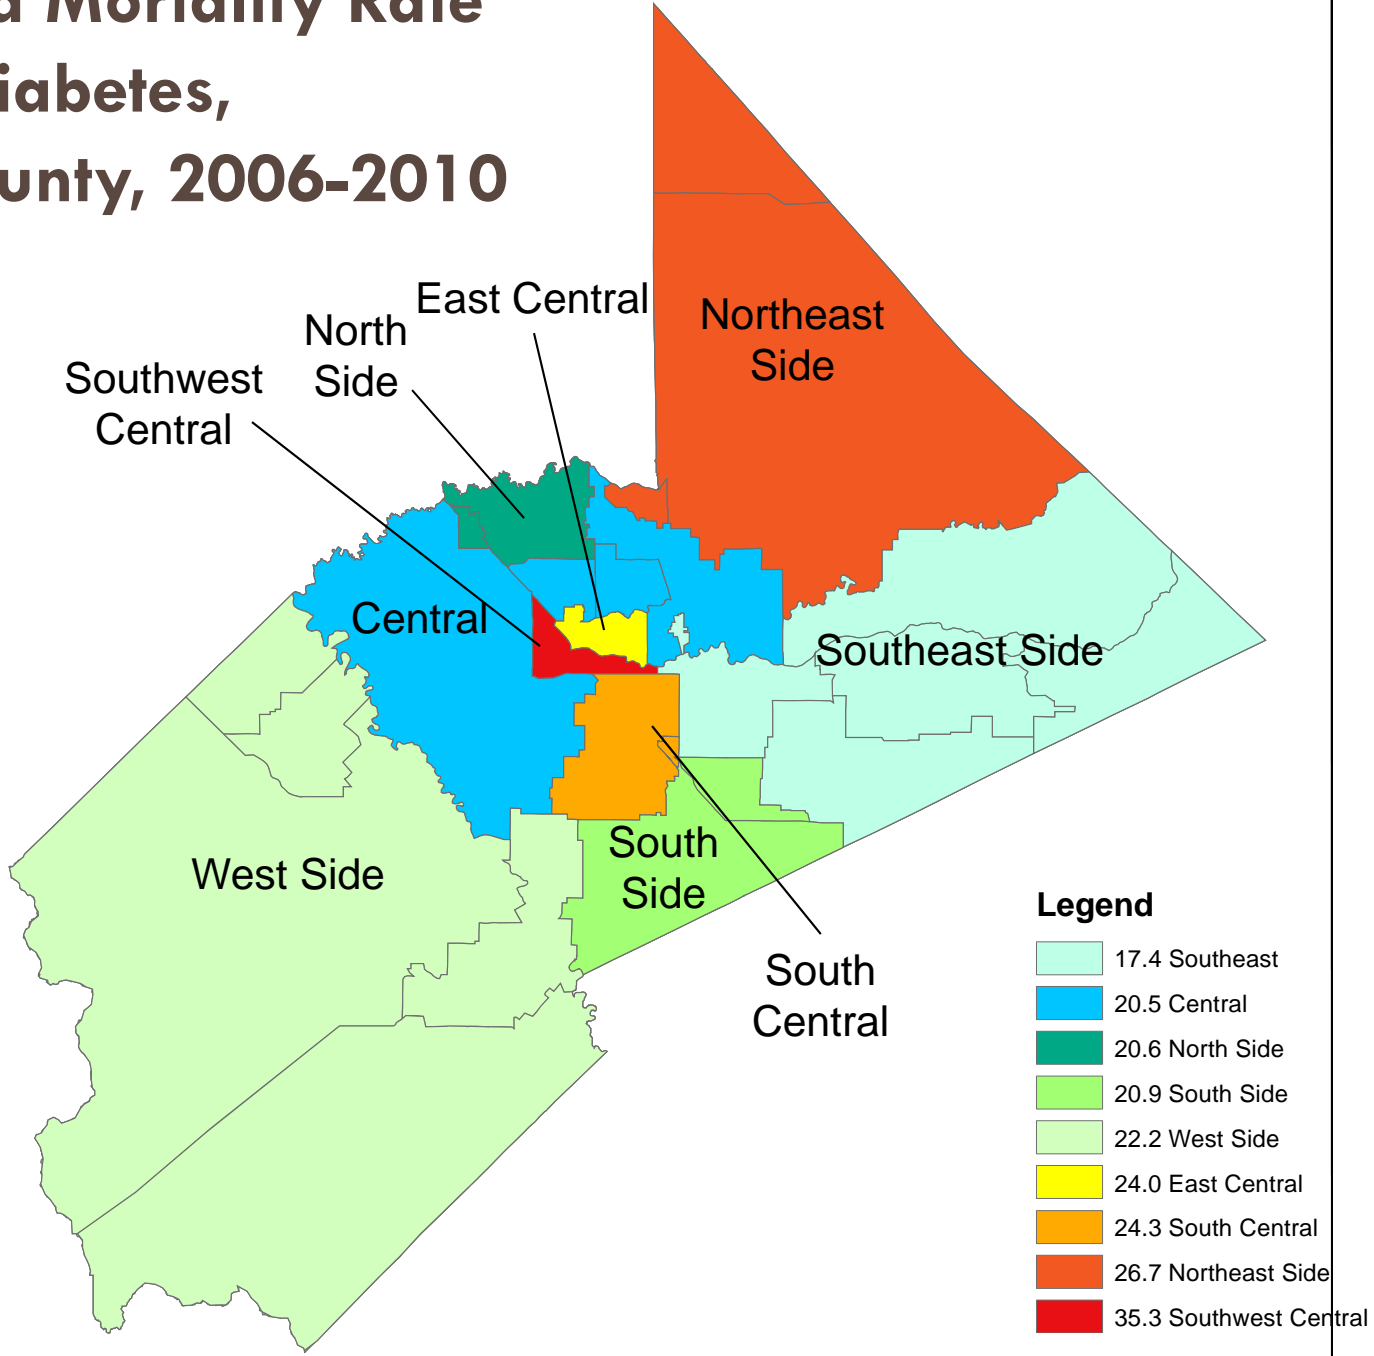 Mortality Rate
iabetes,
unty, 2006-2010
East Central
North
Side
Southwest
Central
Northeast
Side
Central
Southeast Side
West Side
South
Side
South
Central
Legend
17.4 Southeast
20.5 Central
20.6 North Side
20.9 South Side
22.2 West Side
24.0 East Central
24.3 South Central
26.7 Northeast Side
35.3 Southwest Central